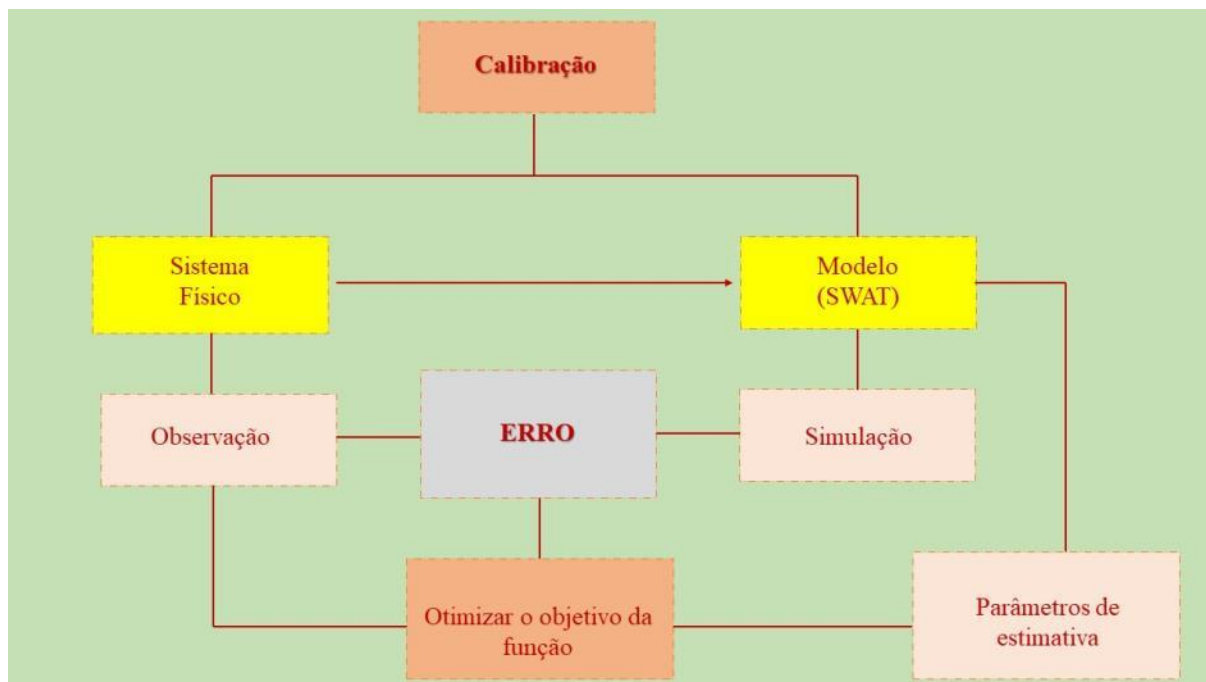 Calibração
Sistema
Físico
Modelo
(SWAT)
Observação
ERRO
Simulação
Otimizar o objetivo da
função
Parâmetros de
estimativa